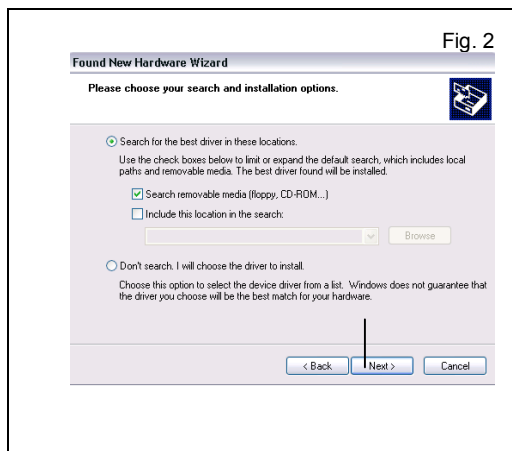 Fig. 2
Found New Hardware Wizard
Please choose your search and installation options.
Search for the best driver in these locations.
Use the check boxes below to limit or expand the default search, which includes local
paths and removable media. The best driver found will be installed.
Search removable media (floppy, CD-ROM...)
Include this location in the search:
Browse
Don't search. I will choose the driver to install.
Choose this option to select the device driver from a list. Windows does not guarantee that
the driver you choose will be the best match for your hardware.
< Back Next > Cancel